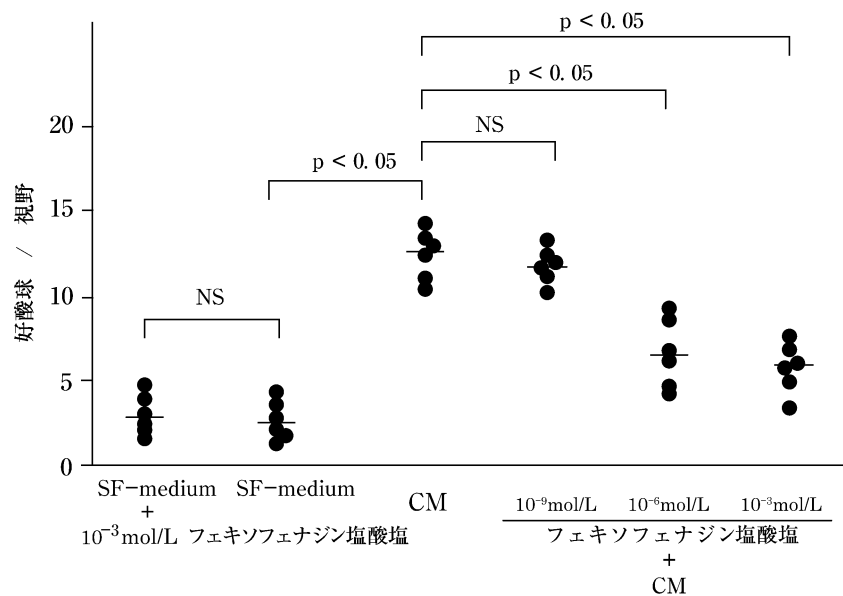 p < 0. 05
p < 0. 05
NS
p < 0. 05
NS
好酸球 / 視野
20
15
10
5
0
SF−medium
+
10−3mol/L フェキソフェナジン塩酸塩
SF−medium
CM
10−9mol/L 10−6mol/L 10−3mol/L
フェキソフェナジン塩酸塩
+
CM